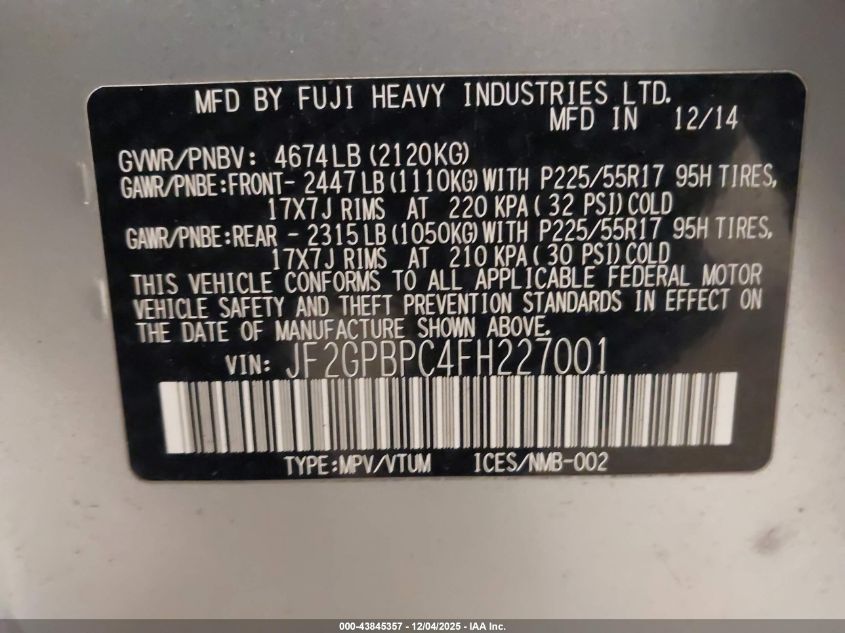 MFD BY FUJI HEAVY INDUSTRIES LTD.
MFD IN 12/14
GVWR/PNBV: 4674LB (2120KG)
GAWR/PNBE:FRONT- 2447LB (1110KG) WITH P225/55R17 95H TIRES,
17X7J RIMS AT 220 KPA ( 32 PSI) COLD
GAWR/PNBE:REAR - 2315LB (1050KG) WITH P225/55R17 95H TIRES,
17X7J RIMS AT 210 KPA ( 30 PSI) COLD
THIS VEHICLE CONFORMS TO ALL APPLICABLE FEDERAL MOTOR
VEHICLE SAFETY AND THEFT PREVENTION STANDARDS IN EFFECT ON
THE DATE OF MANUFACTURE SHOWN ABOVE.
VIN: JF2GPBPC4FH227001
TYPE:MPV/VTUM ICES/NMB-002
000-43845357 - 12/04/2025 - IAA Inc.